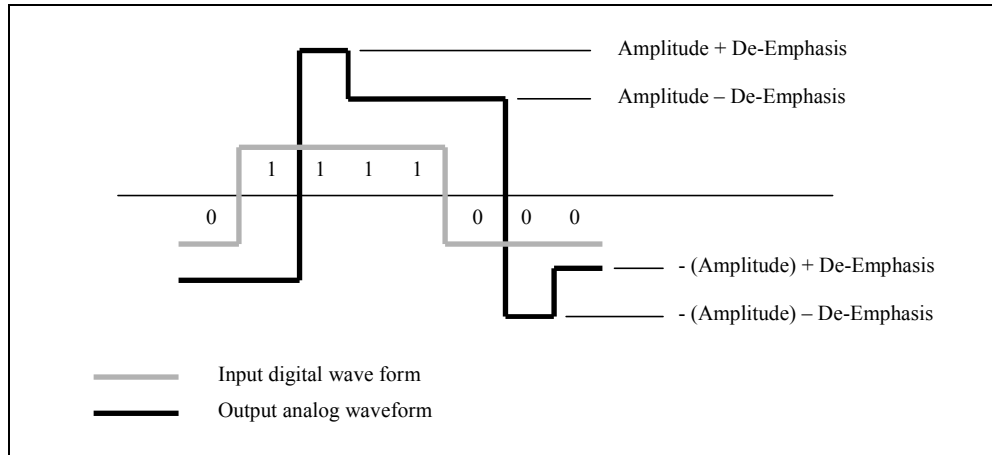 Amplitude + De-Emphasis
Amplitude – De-Emphasis
1 1 1 1
0 0 0 0
- (Amplitude) + De-Emphasis
- (Amplitude) – De-Emphasis
Input digital wave form
Output analog waveform